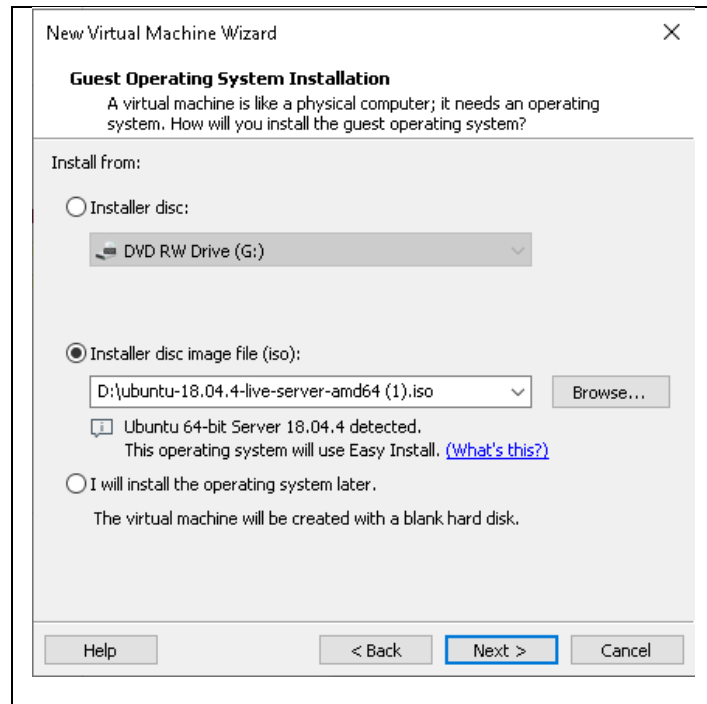 New Virtual Machine Wizard
Guest Operating System Installation
A virtual machine is like a physical computer; it needs an operating
system. How will you install the guest operating system?
Install from:
Installer disc:
DVD RW Drive (G:)
Installer disc image file (iso):
D:\ubuntu-18.04.4-live-server-amd64 (1).iso
Browse...
Ubuntu 64-bit Server 18.04.4 detected.
This operating system will use Easy Install. (What's this?)
I will install the operating system later.
The virtual machine will be created with a blank hard disk.
Help
< Back
Next >
Cancel